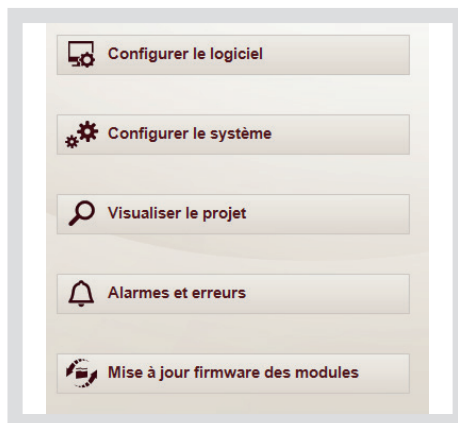 Configurer le logiciel
Configurer le système
Visualiser le projet
Alarmes et erreurs
Mise à jour firmware des modules